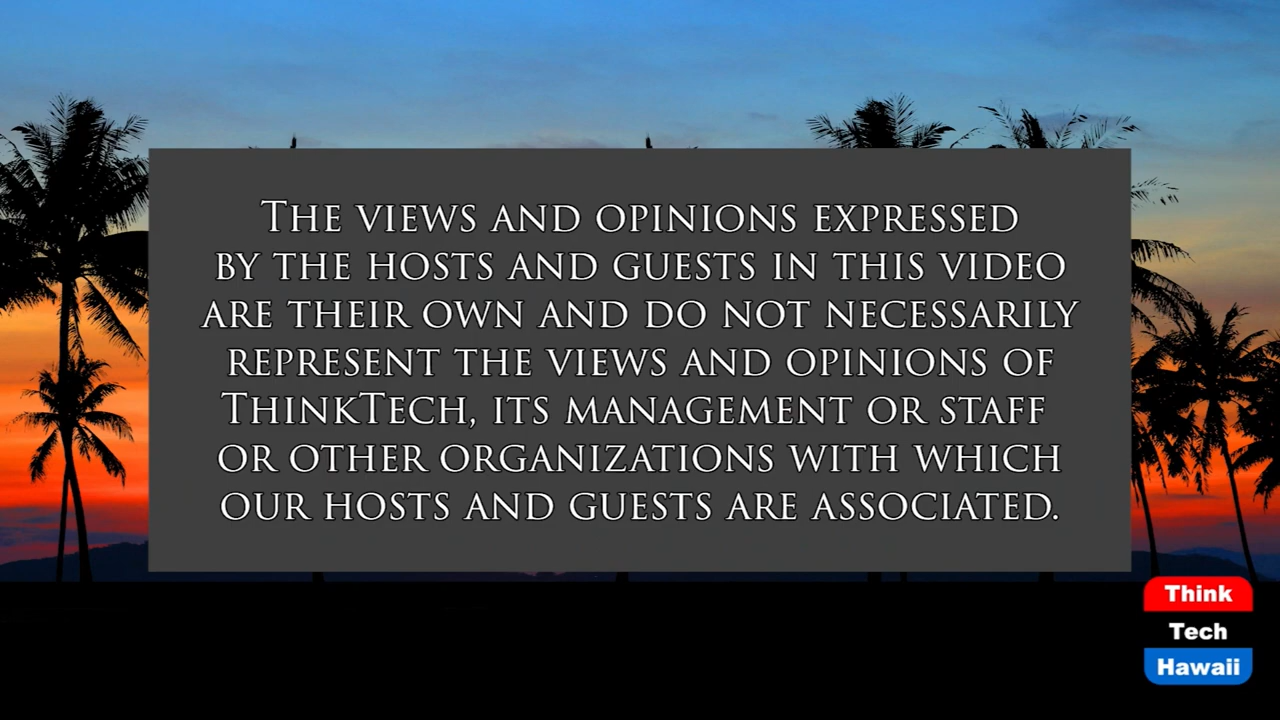 The views and opinions expressed
by the hosts and guests in this video
are their own and do not necessarily
represent the views and opinions of
ThinkTech, its management or staff
or other organizations with which
our hosts and guests are associated.
Think
Tech
Hawaii